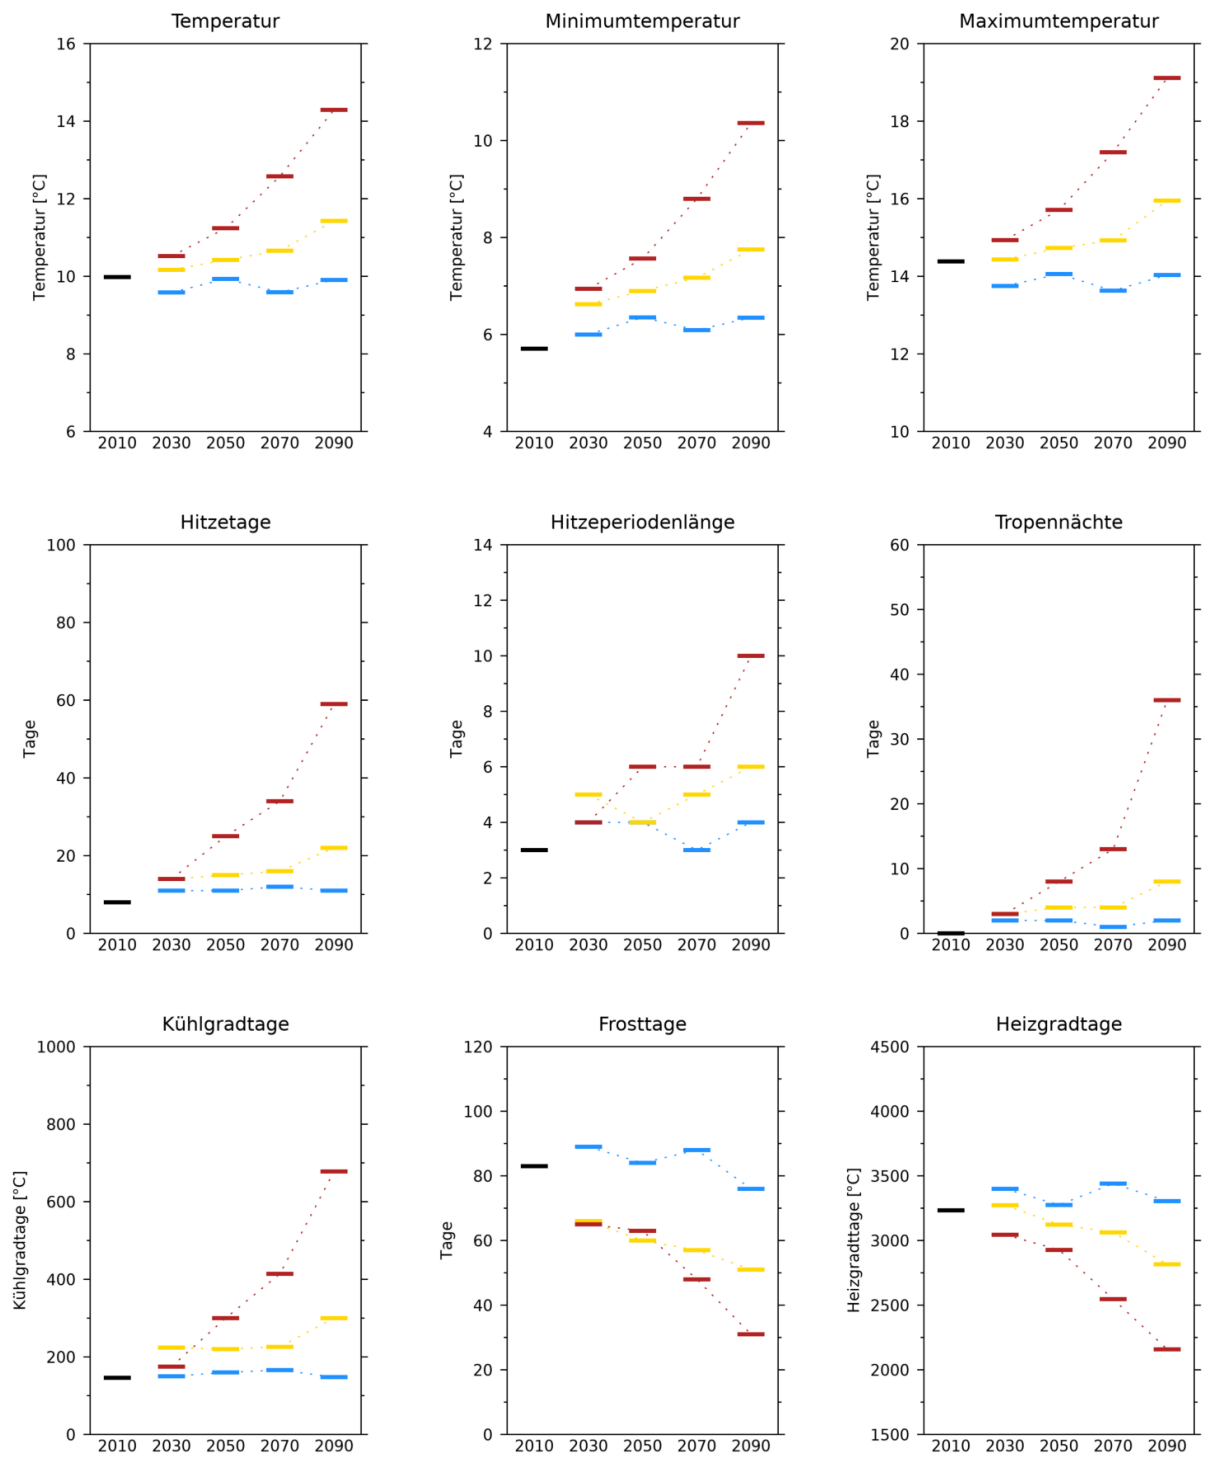 Temperatur
16
14
12
10
8
6
Temperatur [°C]
2010 2030 2050 2070 2090
Minimumtemperatur
12
10
8
6
4
Temperatur [°C]
2010 2030 2050 2070 2090
Maximumtemperatur
20
18
16
14
12
10
Temperatur [°C]
2010 2030 2050 2070 2090
Hitzetage
100
80
60
40
20
0
Tage
2010 2030 2050 2070 2090
Hitzeperiodenlänge
14
12
10
8
6
4
2
0
Tage
2010 2030 2050 2070 2090
Tropennächte
60
50
40
30
20
10
0
Tage
2010 2030 2050 2070 2090
Kühlgradtage
1000
800
600
400
200
0
Kühlgradtage [°C]
2010 2030 2050 2070 2090
Frosttage
120
100
80
60
40
20
0
Tage
2010 2030 2050 2070 2090
Heizgradtage
4500
4000
3500
3000
2500
2000
1500
Heizgradttage [°C]
2010 2030 2050 2070 2090